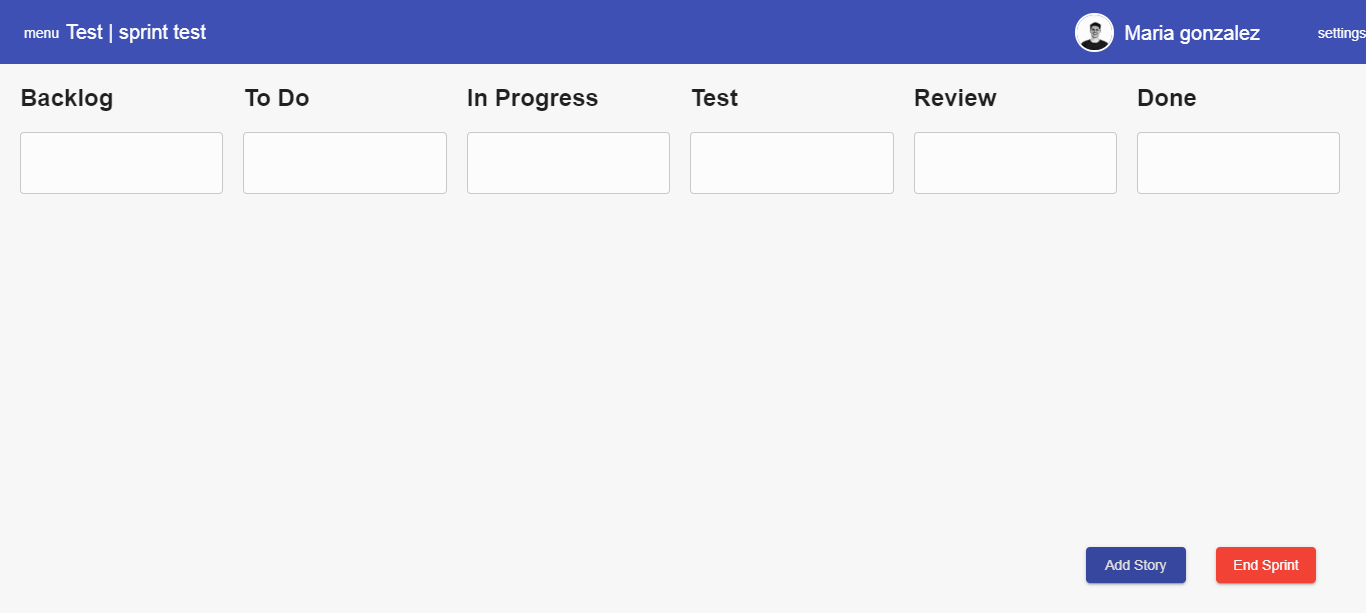 menu Test | sprint test Maria gonzalez settings
Backlog To Do In Progress Test Review Done
Add Story End Sprint